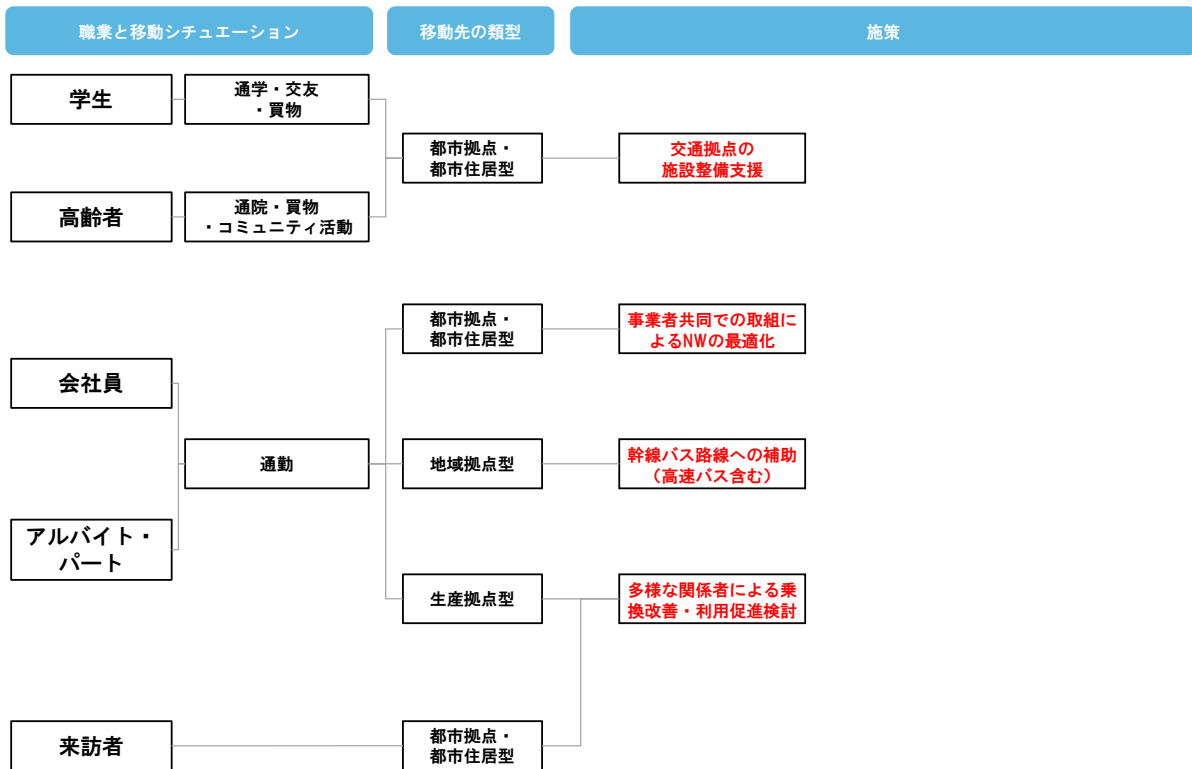 職業と移動シチュエーション
移動先の類型
施策
学生
通学・交友
・買物
都市拠点・
都市住居型
交通拠点の
施設整備支援
高齢者
通院・買物
・コミュニティ活動
都市拠点・
都市住居型
事業者共同での取組に
よるNWの最適化
会社員
通勤
地域拠点型
幹線バス路線への補助
（高速バス含む）
アルバイト・
パート
生産拠点型
多様な関係者による乗
換改善・利用促進検討
来訪者
都市拠点・
都市住居型